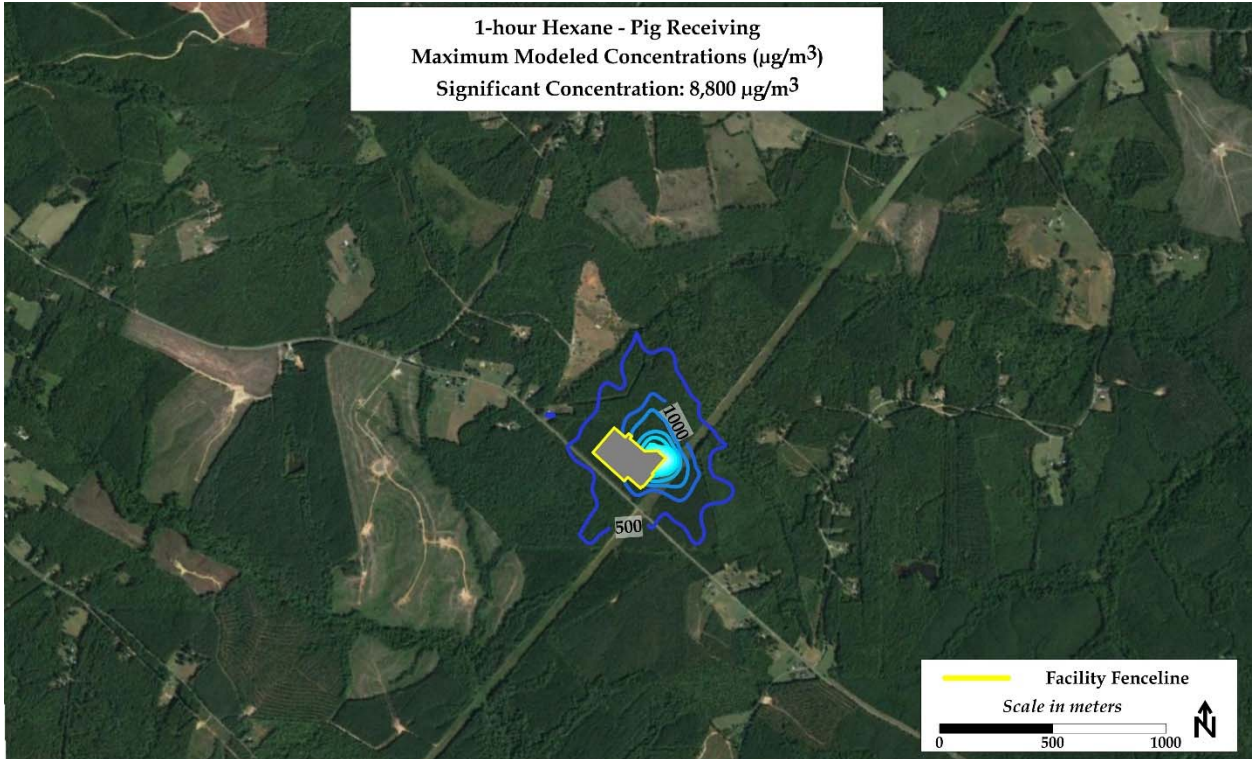 1-hour Hexane - Pig Receiving
Maximum Modeled Concentrations (µg/m³)
Significant Concentration: 8,800 µg/m³
1000
500
Facility Fenceline
Scale in meters
0 500 1000
N